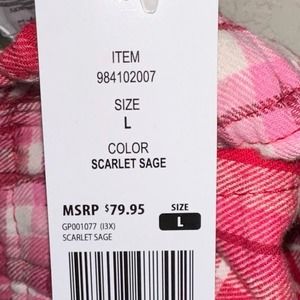 ITEM
984102007
SIZE
L
COLOR
SCARLET SAGE
MSRP $79.95
SIZE
L
GP001077 (I3X)
SCARLET SAGE